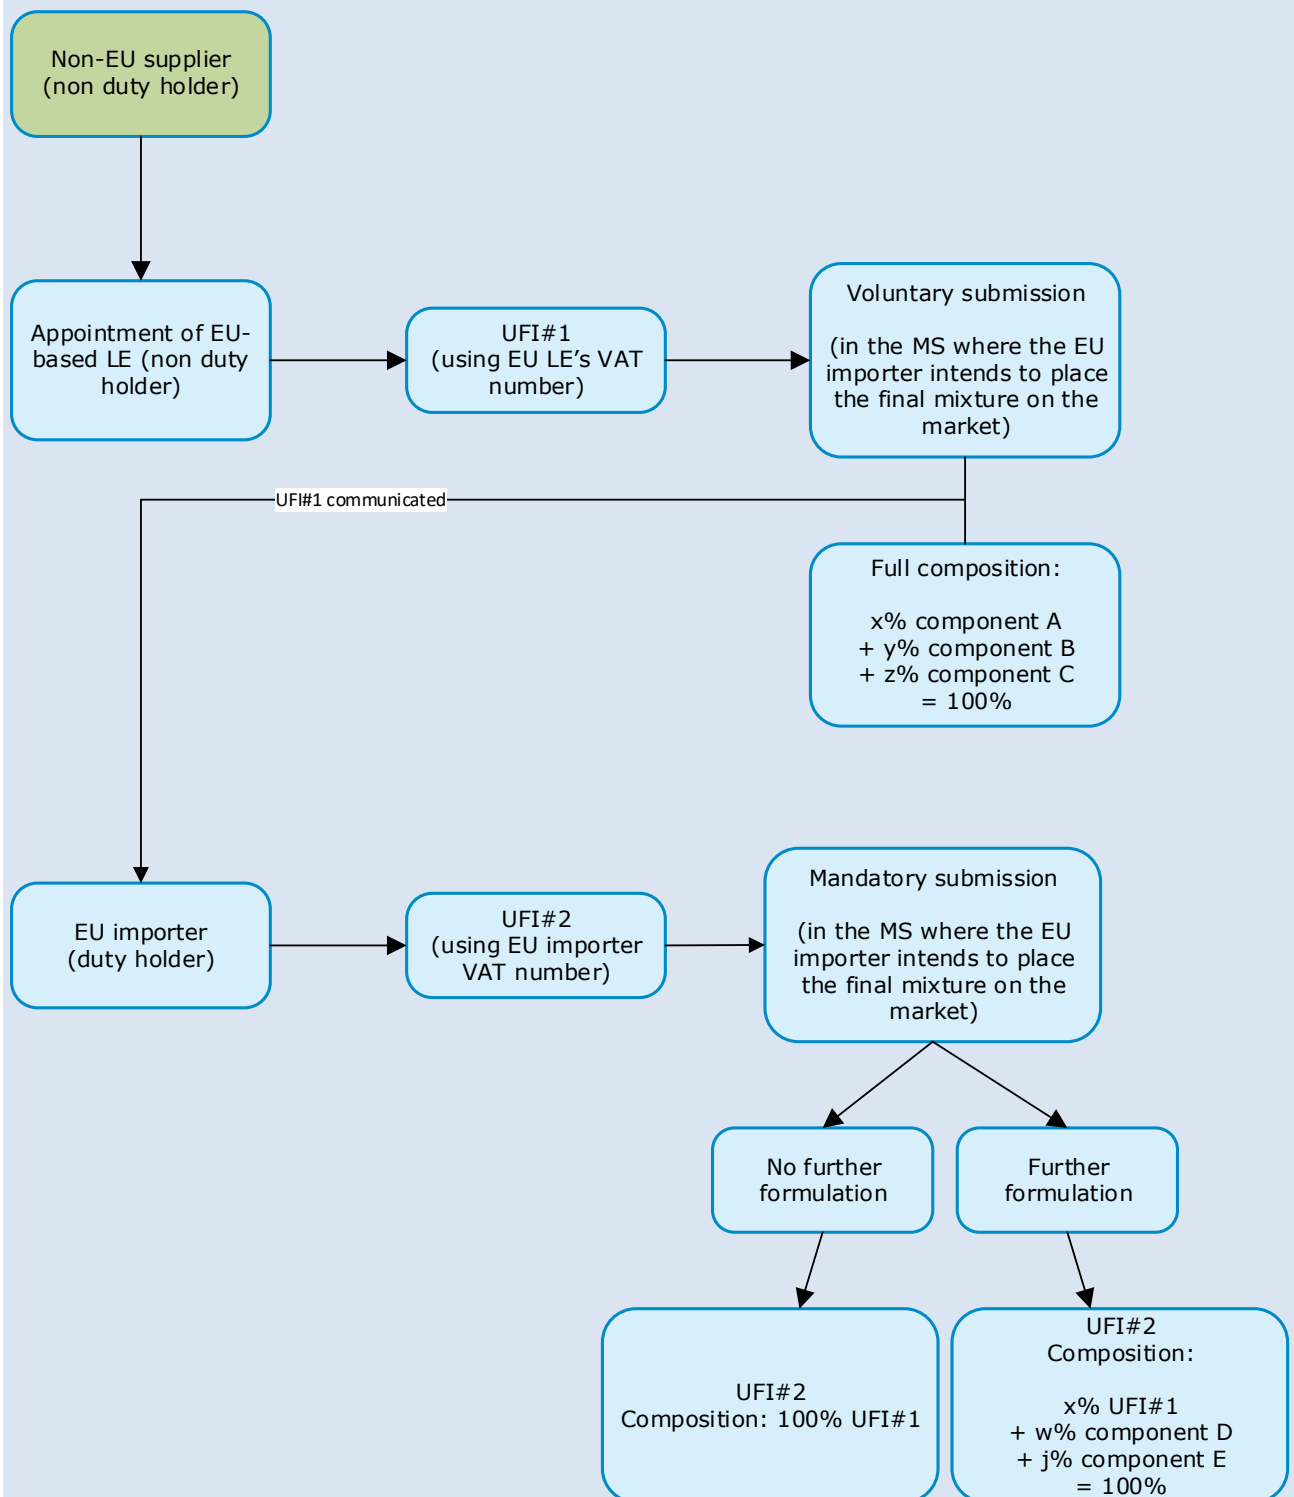 Non-EU supplier
(non duty holder)
Appointment of EU-
based LE (non duty
holder)
UFI#1
(using EU LE's VAT
number)
Voluntary submission
(in the MS where the EU
importer intends to place
the final mixture on the
market)
UFI#1 communicated
Full composition:
x% component A
+ y% component B
+ z% component C
= 100%
EU importer
(duty holder)
UFI#2
(using EU importer
VAT number)
Mandatory submission
(in the MS where the EU
importer intends to place
the final mixture on the
market)
No further
formulation
Further
formulation
UFI#2
Composition: 100% UFI#1
UFI#2
Composition:
x% UFI#1
+ w% component D
+ j% component E
= 100%